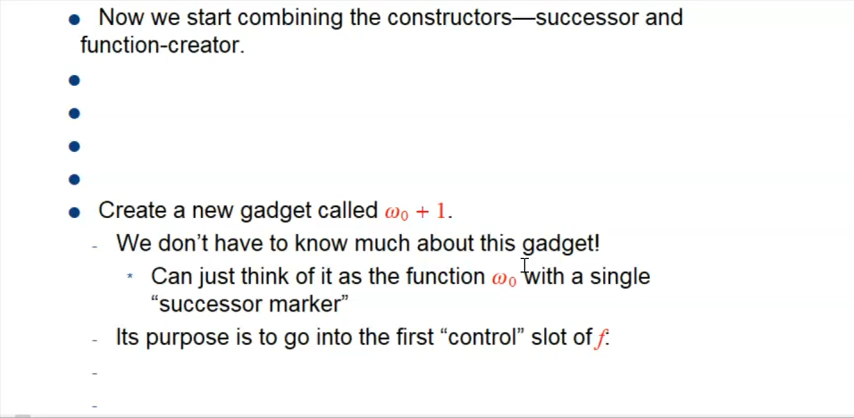 Now we start combining the constructors—successor and
function-creator.
Create a new gadget called ω₀ + 1.
We don't have to know much about this gadget!
Can just think of it as the function ω₀ with a single
“successor marker”
Its purpose is to go into the first “control” slot of f: